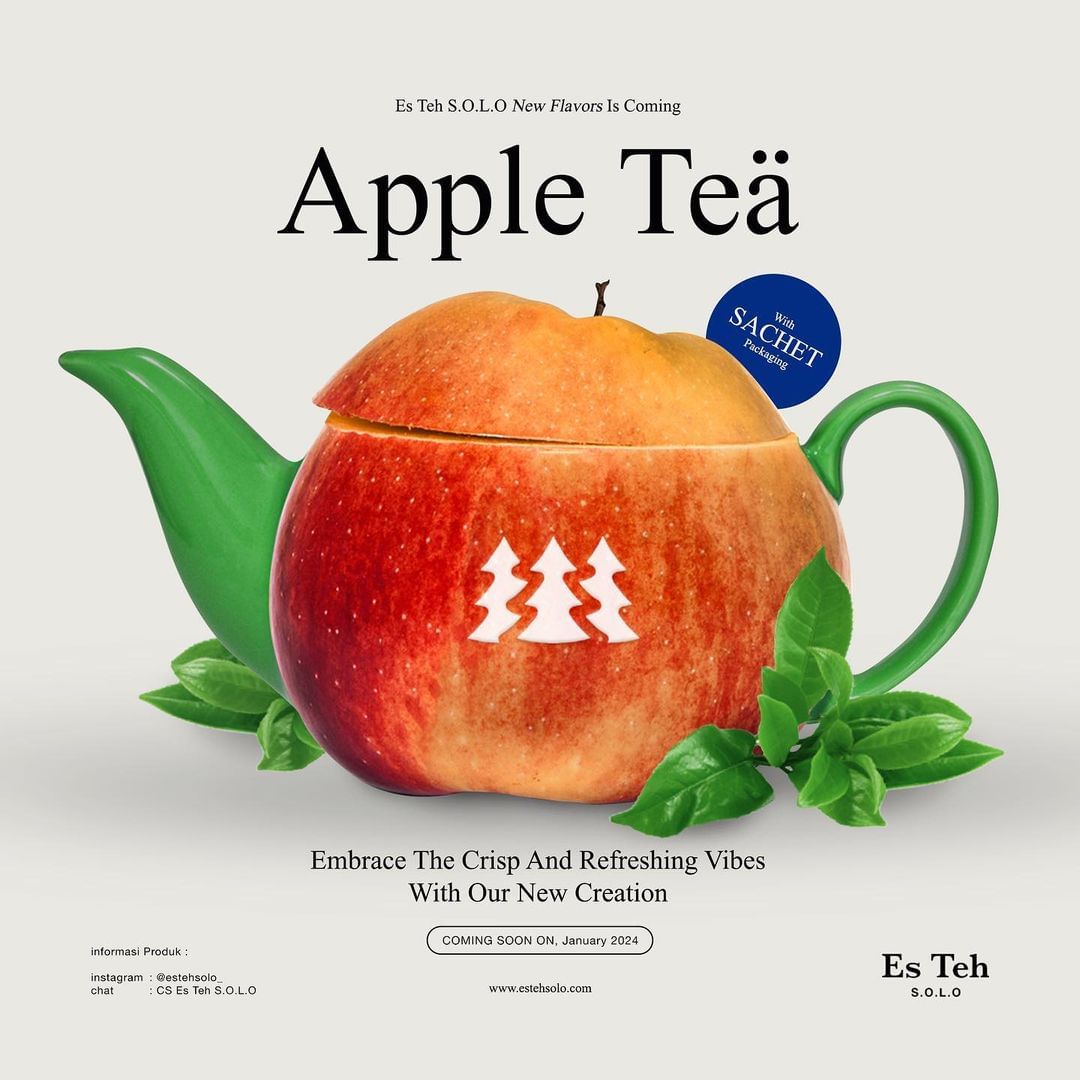 Es Teh S.O.L.O New Flavors Is Coming
Apple Teä
With
SACHET
Packaging
Embrace The Crisp And Refreshing Vibes
With Our New Creation
COMING SOON ON, January 2024
informasi Produk :
instagram : @estehsolo_
chat : CS Es Teh S.O.L.O
www.estehsolo.com
Es Teh
S.O.L.O